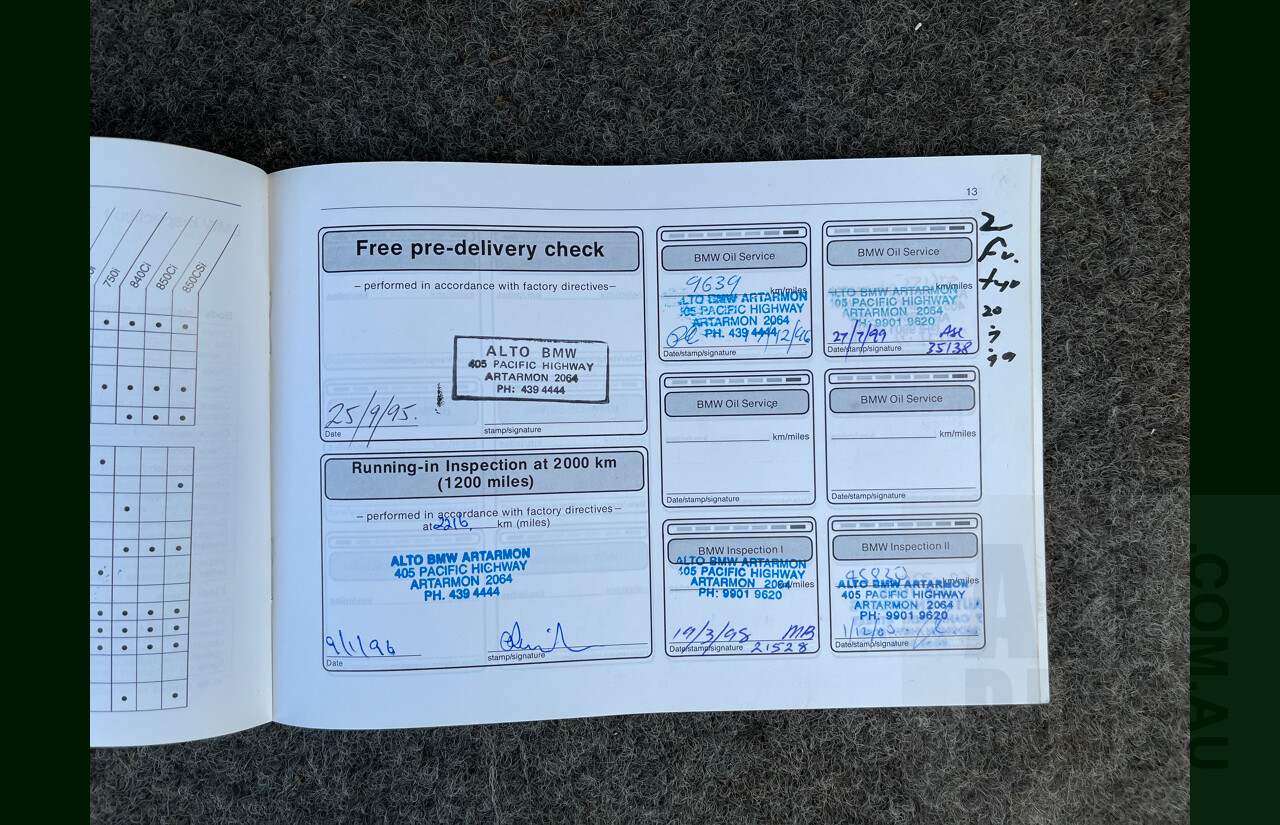 13
750i
840Ci
850Ci
850CSi
Free pre-delivery check
– performed in accordance with factory directives–
ALTO BMW
405 PACIFIC HIGHWAY
ARTARMON 2064
PH: 439 4444
25/9/95.
Date
stamp/signature
Running-in Inspection at 2000 km
(1200 miles)
– performed in accordance with factory directives–
at 2216, km (miles)
ALTO BMW ARTARMON
405 PACIFIC HIGHWAY
ARTARMON 2064
PH. 439 4444
9/1/96
Date
stamp/signature
BMW Oil Service
9639
km/miles
ALTO BMW ARTARMON
405 PACIFIC HIGHWAY
ARTARMON 2064
PH. 439 4444
12/96
Date/stamp/signature
BMW Oil Service
km/miles
ALTO BMW ARTARMON
405 PACIFIC HIGHWAY
ARTARMON 2064
PH: 9901 9620
27/7/99
35138
Date/stamp/signature
BMW Oil Service
km/miles
Date/stamp/signature
BMW Oil Service
km/miles
Date/stamp/signature
BMW Inspection I
km/miles
ALTO BMW ARTARMON
405 PACIFIC HIGHWAY
ARTARMON 2064
PH: 9901 9620
19/3/98 MB
21528
Date/stamp/signature
BMW Inspection II
km/miles
ALTO BMW ARTARMON
405 PACIFIC HIGHWAY
ARTARMON 2064
PH: 9901 9620
Date/stamp/signature
.COM.AU